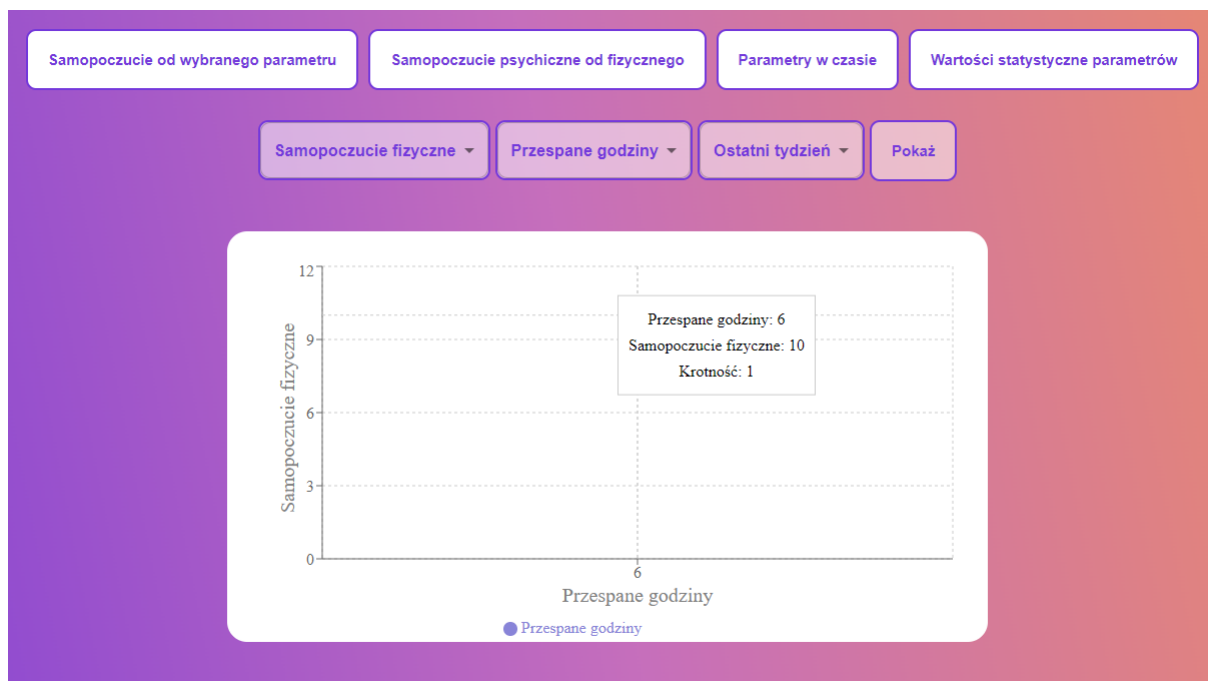 Samopoczucie od wybranego parametru
Samopoczucie psychiczne od fizycznego
Parametry w czasie
Wartości statystyczne parametrów
Samopoczucie fizyczne
Przespane godziny
Ostatni tydzień
Pokaż
12
9
6
3
0
Samopoczucie fizyczne
Przespane godziny: 6
Samopoczucie fizyczne: 10
Krotność: 1
6
Przespane godziny
Przespane godziny